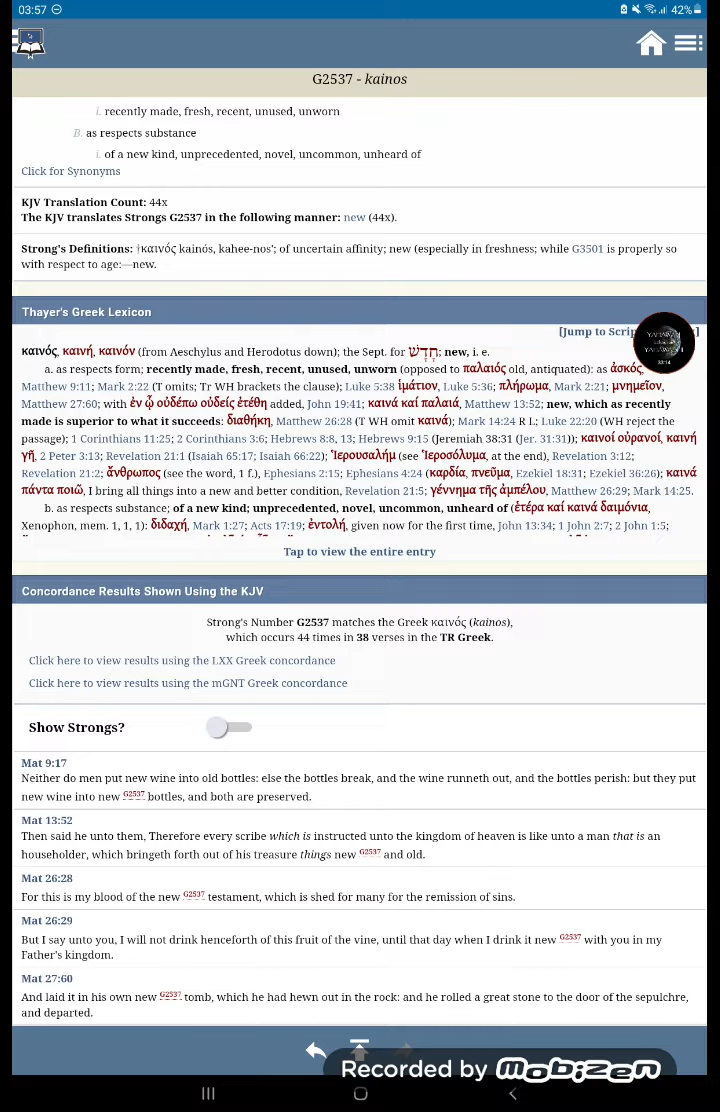 03:57
42%
G2537 - kainos
i. recently made, fresh, recent, unused, unworn
B. as respects substance
i. of a new kind, unprecedented, novel, uncommon, unheard of
Click for Synonyms
KJV Translation Count: 44x
The KJV translates Strongs G2537 in the following manner: new (44x).
Strong's Definitions: †καινός kainós, kahee-nos'; of uncertain affinity; new (especially in freshness; while G3501 is properly so
with respect to age:—new.
Thayer's Greek Lexicon
[Jump to Scrip
καινός, καινή, καινόν (from Aeschylus and Herodotus down); the Sept. for חָדָשׁ; new, i. e.
a. as respects form; recently made, fresh, recent, unused, unworn (opposed to παλαιός old, antiquated): as ἀσκός,
Matthew 9:11; Mark 2:22 (T omits; Tr WH brackets the clause); Luke 5:38 ἱμάτιον, Luke 5:36; πλήρωμα, Mark 2:21; μνημεῖον,
Matthew 27:60; with ἐν ᾧ οὐδέπω οὐδείς ἐτέθη added, John 19:41; καινά καί παλαιά, Matthew 13:52; new, which as recently
made is superior to what it succeeds: διαθήκη, Matthew 26:28 (T WH omit καινά); Mark 14:24 R L; Luke 22:20 (WH reject the
passage); 1 Corinthians 11:25; 2 Corinthians 3:6; Hebrews 8:8, 13; Hebrews 9:15 (Jeremiah 38:31 (Jer. 31:31)); καινοί οὐρανοί, καινή
γῆ, 2 Peter 3:13; Revelation 21:1 (Isaiah 65:17; Isaiah 66:22); Ἱερουσαλήμ (see Ἱεροσόλυμα, at the end), Revelation 3:12;
Revelation 21:2; ἄνθρωπος (see the word, 1 f.), Ephesians 2:15; Ephesians 4:24 (καρδία, πνεῦμα, Ezekiel 18:31; Ezekiel 36:26); καινά
πάντα ποιῶ, I bring all things into a new and better condition, Revelation 21:5; γέννημα τῆς ἀμπέλου, Matthew 26:29; Mark 14:25.
b. as respects substance; of a new kind; unprecedented, novel, uncommon, unheard of (ἑτέρα καί καινά δαιμόνια,
Xenophon, mem. 1, 1, 1): διδαχή, Mark 1:27; Acts 17:19; ἐντολή, given now for the first time, John 13:34; 1 John 2:7; 2 John 1:5;
Tap to view the entire entry
Concordance Results Shown Using the KJV
Strong's Number G2537 matches the Greek καινός (kainos),
which occurs 44 times in 38 verses in the TR Greek.
Click here to view results using the LXX Greek concordance
Click here to view results using the mGNT Greek concordance
Show Strongs?
Mat 9:17
Neither do men put new wine into old bottles: else the bottles break, and the wine runneth out, and the bottles perish: but they put
new wine into new G2537 bottles, and both are preserved.
Mat 13:52
Then said he unto them, Therefore every scribe which is instructed unto the kingdom of heaven is like unto a man that is an
householder, which bringeth forth out of his treasure things new G2537 and old.
Mat 26:28
For this is my blood of the new G2537 testament, which is shed for many for the remission of sins.
Mat 26:29
But I say unto you, I will not drink henceforth of this fruit of the vine, until that day when I drink it new G2537 with you in my
Father's kingdom.
Mat 27:60
And laid it in his own new G2537 tomb, which he had hewn out in the rock: and he rolled a great stone to the door of the sepulchre,
and departed.
Recorded by mobizen